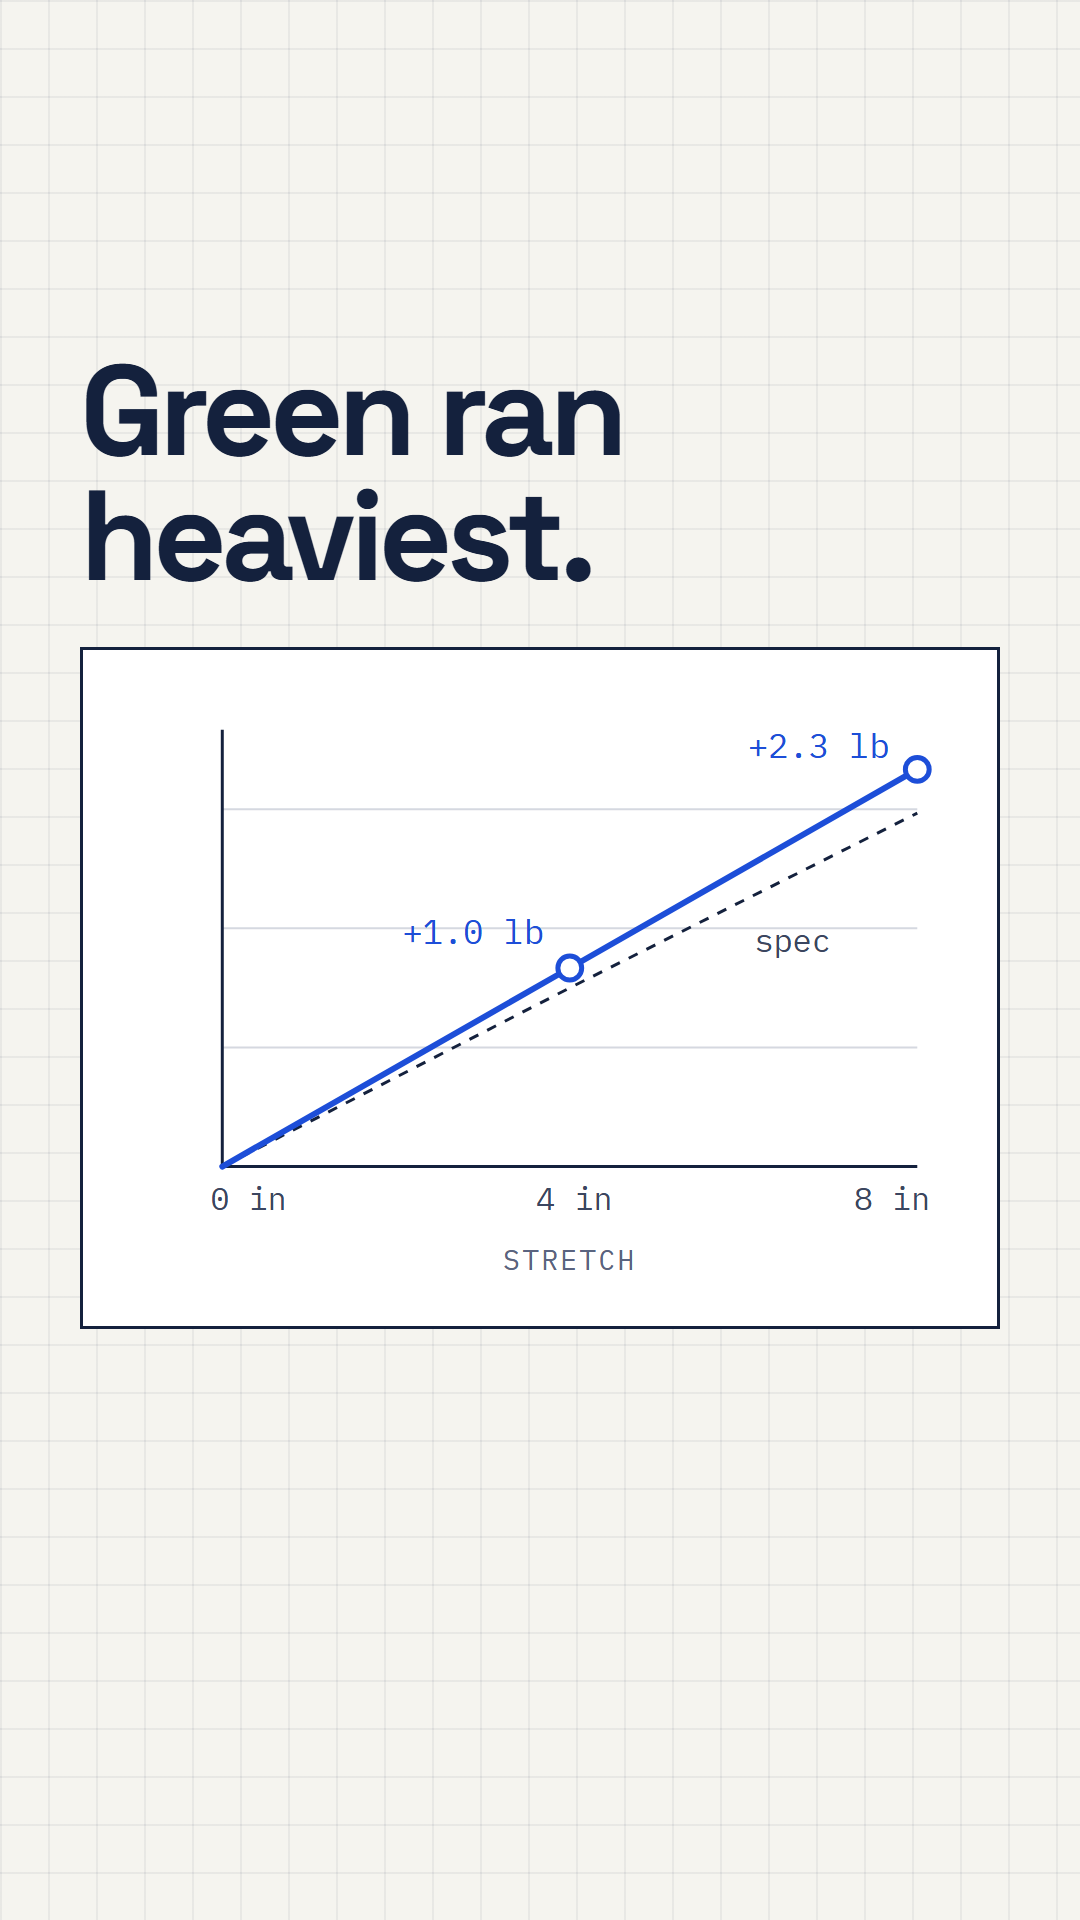 Green ran
heaviest.
+2.3 lb
+1.0 lb
spec
0 in 4 in 8 in
STRETCH